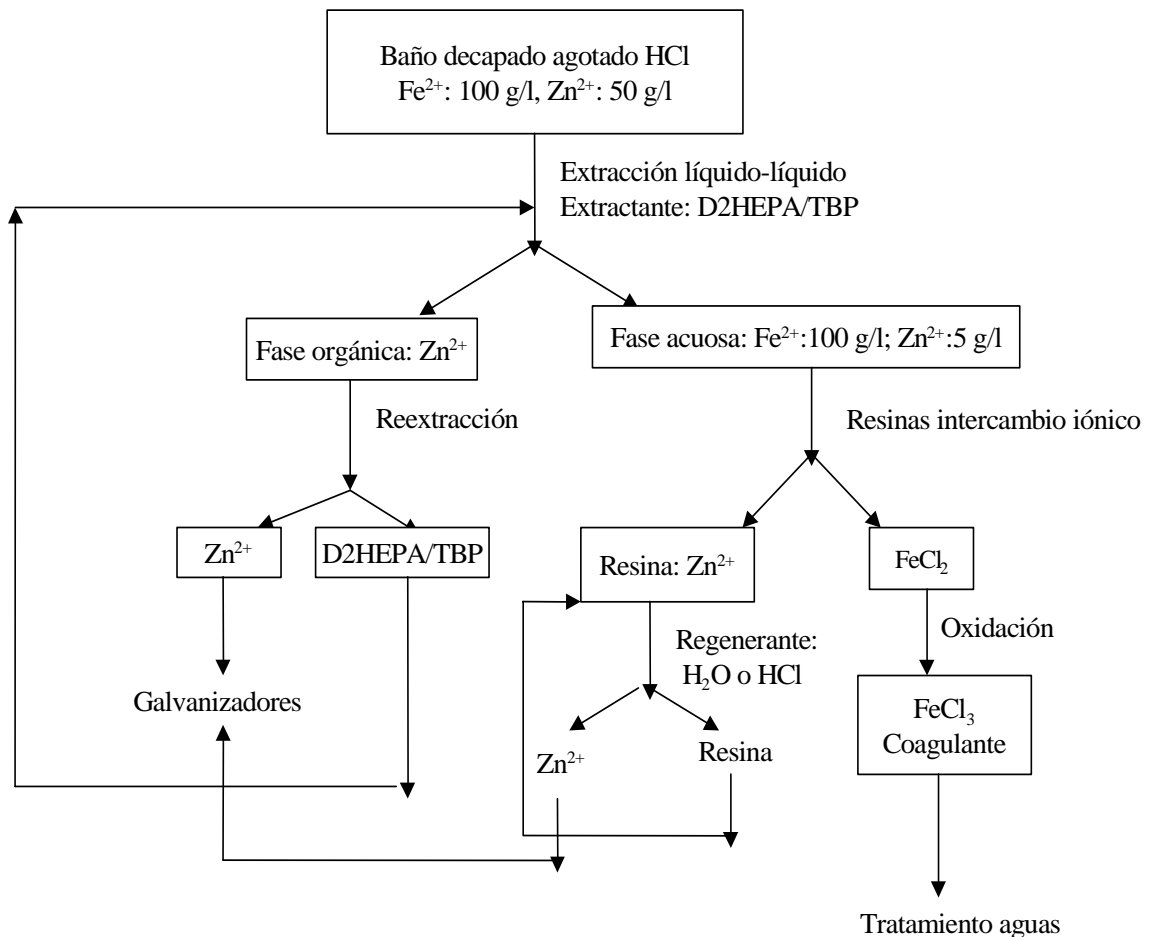 Baño decapado agotado HCl
Fe²⁺: 100 g/l, Zn²⁺: 50 g/l
Extracción líquido-líquido
Extractante: D2HEPA/TBP
Fase orgánica: Zn²⁺
Fase acuosa: Fe²⁺:100 g/l; Zn²⁺:5 g/l
Reextracción
Resinas intercambio iónico
Zn²⁺
D2HEPA/TBP
Resina: Zn²⁺
FeCl₂
Regenerante:
H₂O o HCl
Oxidación
Galvanizadores
FeCl₃
Coagulante
Zn²⁺
Resina
Tratamiento aguas